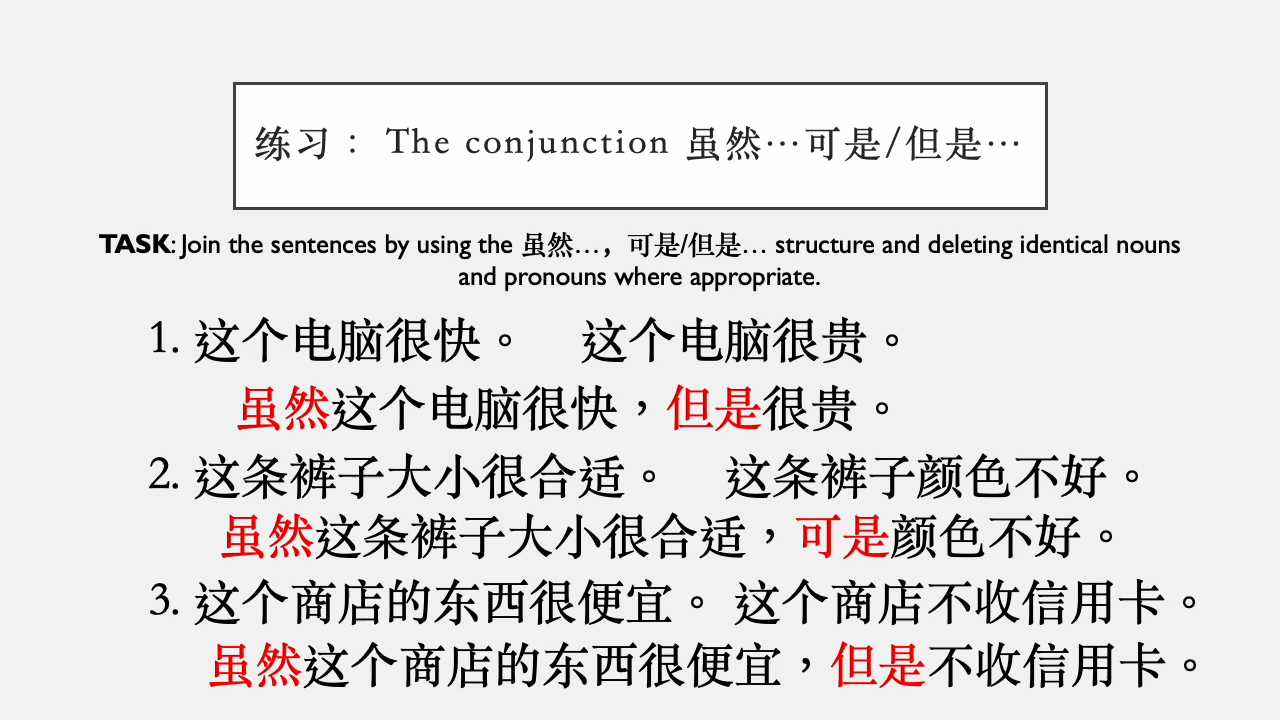 练习： The conjunction 虽然…可是/但是…
TASK: Join the sentences by using the 虽然…，可是/但是… structure and deleting identical nouns
and pronouns where appropriate.
1. 这个电脑很快。 这个电脑很贵。
虽然这个电脑很快，但是很贵。
2. 这条裤子大小很合适。 这条裤子颜色不好。
虽然这条裤子大小很合适，可是颜色不好。
3. 这个商店的东西很便宜。 这个商店不收信用卡。
虽然这个商店的东西很便宜，但是不收信用卡。